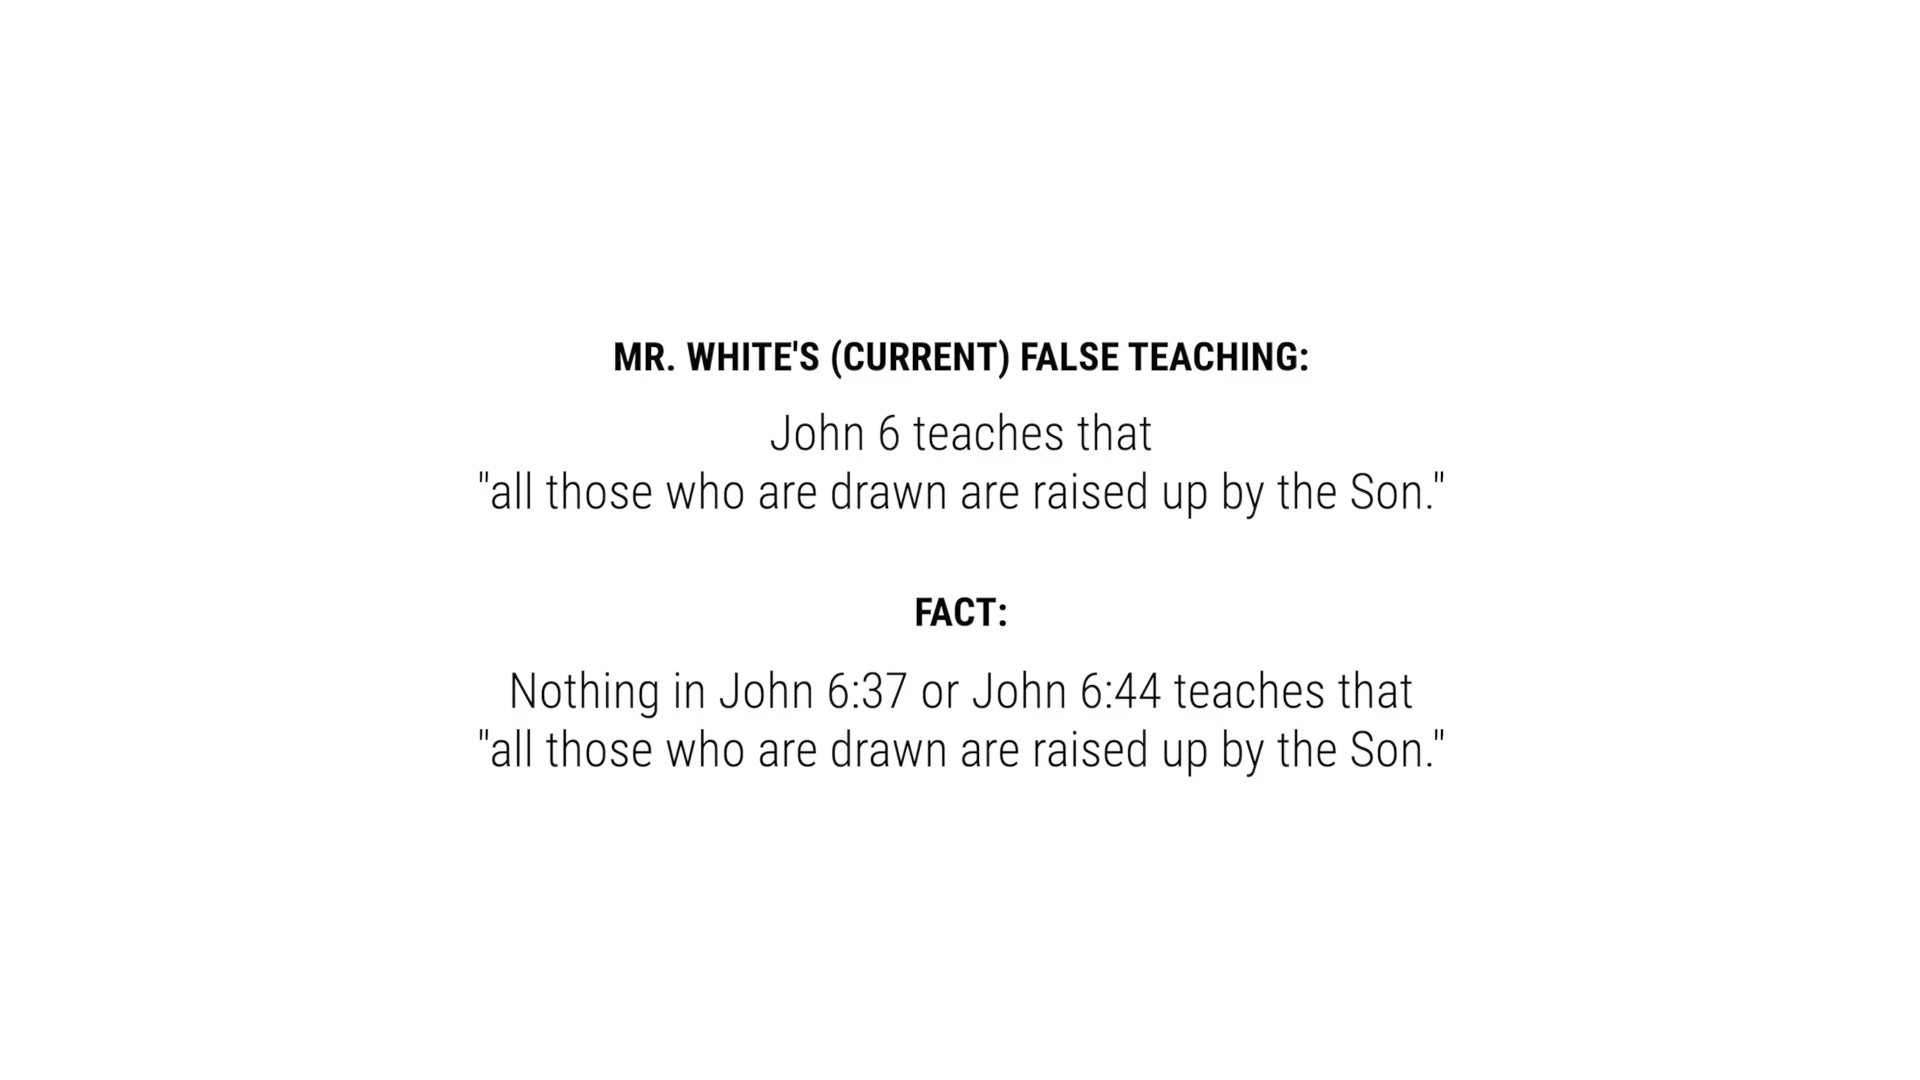 MR. WHITE'S (CURRENT) FALSE TEACHING:
John 6 teaches that
"all those who are drawn are raised up by the Son."
FACT:
Nothing in John 6:37 or John 6:44 teaches that
"all those who are drawn are raised up by the Son."